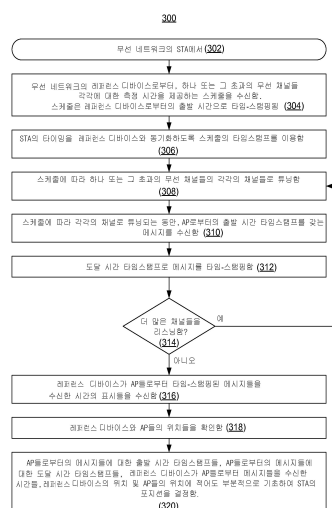 300
무선 네트워크의 STA에서 (302)
무선 네트워크의 레퍼런스 디바이스로부터, 하나 또는 그 초과의 무선 채널들
각각에 대한 측정 시간을 제공하는 스케줄을 수신함.
스케줄은 레퍼런스 디바이스로부터의 출발 시간으로 타임-스탬핑됨 (304)
STA의 타이밍을 레퍼런스 디바이스와 동기화하도록 스케줄의 타임스탬프를 이용함
(306)
스케줄에 따라 하나 또는 그 초과의 무선 채널들의 각각의 채널로 튜닝함
(308)
스케줄에 따라 각각의 채널로 튜닝되는 동안, AP로부터의 출발 시간 타임스탬프를 갖는
메시지를 수신함 (310)
도달 시간 타임스탬프로 메시지를 타임-스탬핑함 (312)
더 많은 채널들을
리스닝함?
(314)
예
아니오
레퍼런스 디바이스가 AP들로부터 타임-스탬핑된 메시지들을
수신한 시간의 표시들을 수신함 (316)
레퍼런스 디바이스와 AP들의 위치들을 확인함 (318)
AP들로부터의 메시지들에 대한 출발 시간 타임스탬프들, AP들로부터의 메시지들에
대한 도달 시간 타임스탬프들, 레퍼런스 디바이스가 AP들로부터 메시지들을 수신한
시간들, 레퍼런스 디바이스의 위치 및 AP들의 위치에 적어도 부분적으로 기초하여 STA의
포지션을 결정함.
(320)